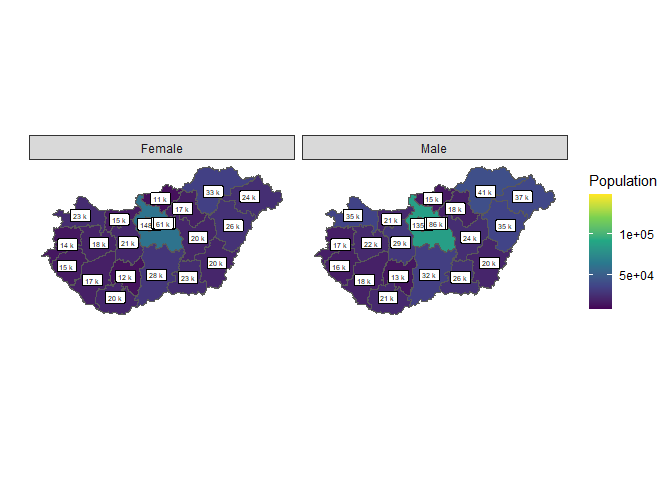 Female
Male
Population
1e+05
5e+04
11 k
33 k
24 k
23 k
15 k
17 k
148
61 k
26 k
14 k
18 k
21 k
20 k
15 k
17 k
12 k
28 k
23 k
20 k
20 k
15 k
41 k
37 k
35 k
21 k
18 k
135
86 k
35 k
17 k
22 k
29 k
24 k
16 k
18 k
13 k
32 k
26 k
20 k
21 k